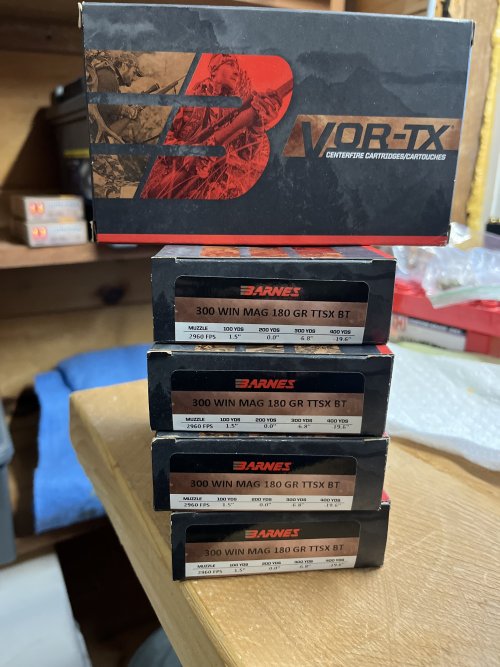 VOR-TX®
CENTERFIRE CARTRIDGES/CARTOUCHES
BARNES
300 WIN MAG 180 GR TTSX BT
MUZZLE 100 YDS 200 YDS 300 YDS 400 YDS
2960 FPS 1.5" 0.0" 6.8" -19.6"
BARNES
300 WIN MAG 180 GR TTSX BT
MUZZLE 100 YDS 200 YDS 300 YDS 400 YDS
2960 FPS 1.5" 0.0" 6.8" -19.6"
BARNES
300 WIN MAG 180 GR TTSX BT
MUZZLE 100 YDS 200 YDS 300 YDS 400 YDS
2960 FPS 1.5" 0.0" 6.8" -19.6"
BARNES
300 WIN MAG 180 GR TTSX BT
MUZZLE 100 YDS 200 YDS 300 YDS 400 YDS
2960 FPS 1.5" 0.0" 6.8" -19.6"